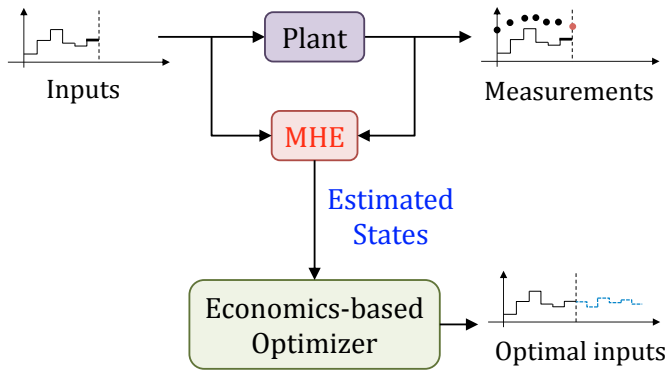 Plant
Inputs
Measurements
MHE
Estimated
States
Economics-based
Optimizer
Optimal inputs